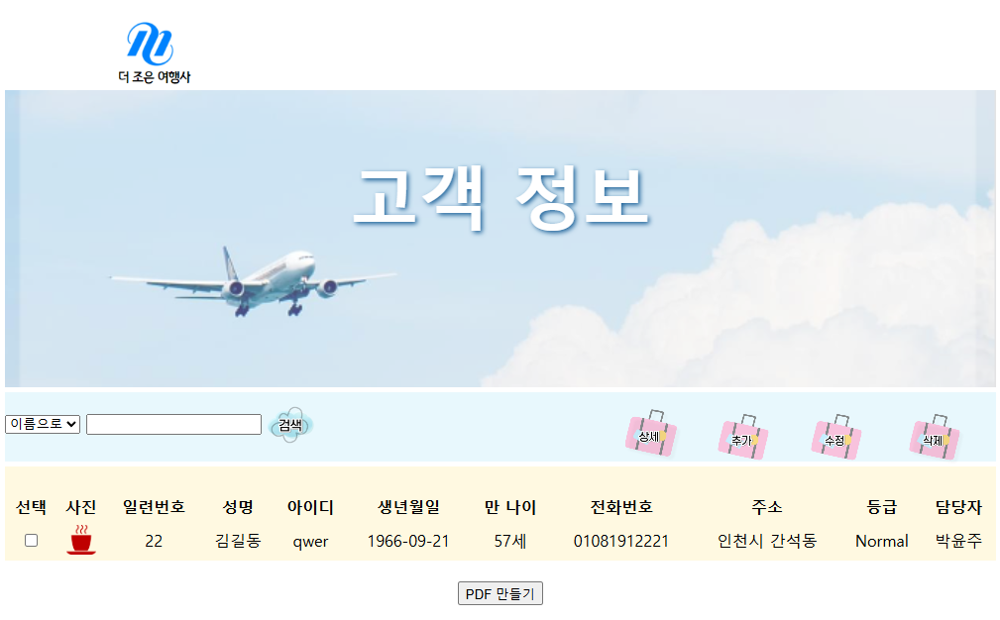 더 조은 여행사
고객 정보
이름으로 검색 상세 추가 수정 삭제
선택 사진 일련번호 성명 아이디 생년월일 만 나이 전화번호 주소 등급 담당자
22 김길동 qwer 1966-09-21 57세 01081912221 인천시 간석동 Normal 박윤주
PDF 만들기